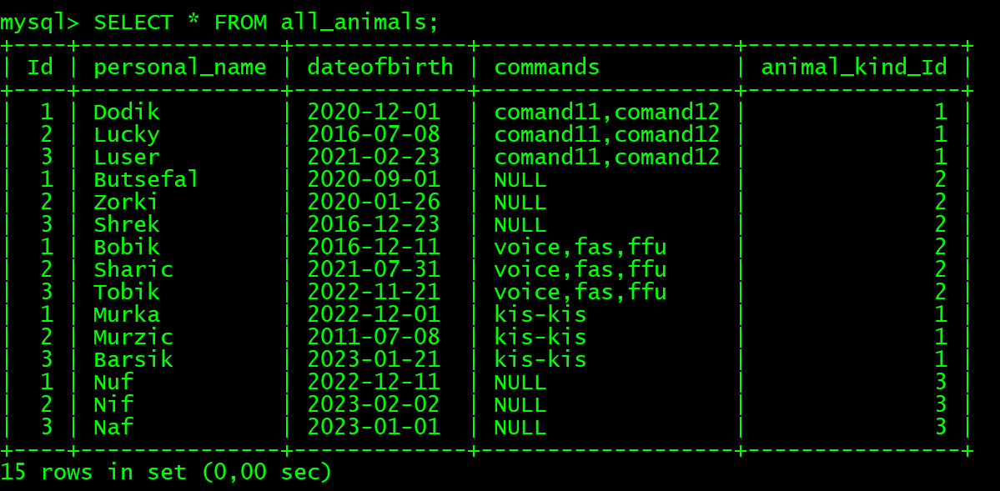 mysql> SELECT * FROM all_animals;
+----+---------------+-------------+-------------------+----------------+
| Id | personal_name | dateofbirth | commands          | animal_kind_Id |
+----+---------------+-------------+-------------------+----------------+
|  1 | Dodik         | 2020-12-01  | comand11,comand12 |              1 |
|  2 | Lucky         | 2016-07-08  | comand11,comand12 |              1 |
|  3 | Luser         | 2021-02-23  | comand11,comand12 |              1 |
|  1 | Butsefal      | 2020-09-01  | NULL              |              2 |
|  2 | Zorki         | 2020-01-26  | NULL              |              2 |
|  3 | Shrek         | 2016-12-23  | NULL              |              2 |
|  1 | Bobik         | 2016-12-11  | voice,fas,ffu     |              2 |
|  2 | Sharic        | 2021-07-31  | voice,fas,ffu     |              2 |
|  3 | Tobik         | 2022-11-21  | voice,fas,ffu     |              2 |
|  1 | Murka         | 2022-12-01  | kis-kis           |              1 |
|  2 | Murzic        | 2011-07-08  | kis-kis           |              1 |
|  3 | Barsik        | 2023-01-21  | kis-kis           |              1 |
|  1 | Nuf           | 2022-12-11  | NULL              |              3 |
|  2 | Nif           | 2023-02-02  | NULL              |              3 |
|  3 | Naf           | 2023-01-01  | NULL              |              3 |
+----+---------------+-------------+-------------------+----------------+
15 rows in set (0,00 sec)